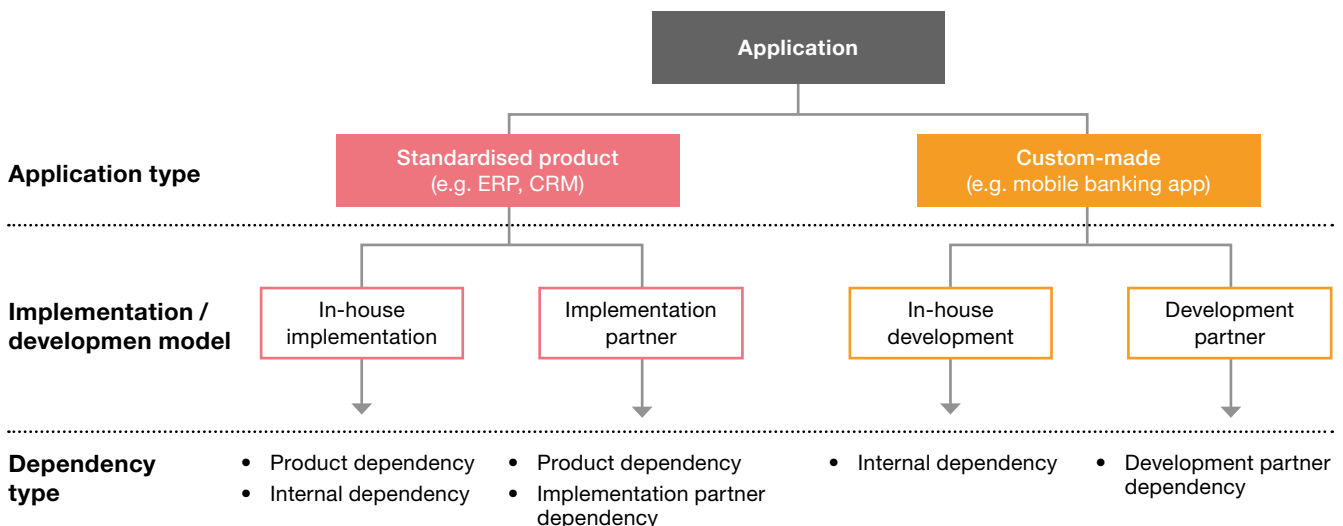 Application
Application type
Standardised product
(e.g. ERP, CRM)
Custom-made
(e.g. mobile banking app)
Implementation /
developmen model
In-house
implementation
Implementation
partner
In-house
development
Development
partner
Dependency
type
• Product dependency
• Internal dependency
• Product dependency
• Implementation partner
dependency
• Internal dependency
• Development partner
dependency